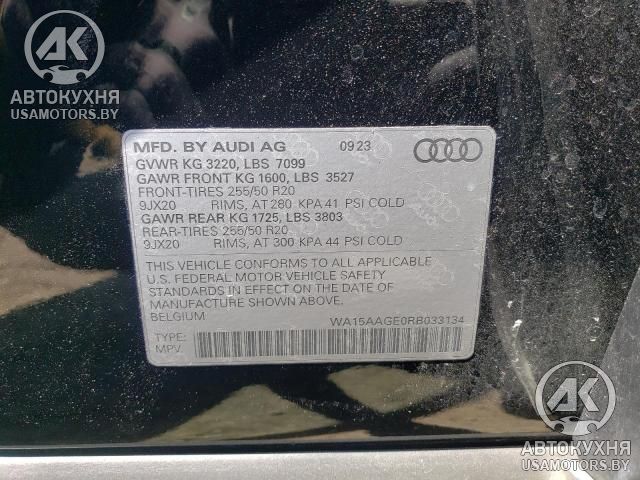 AK
АВТОКУХНЯ
USAMOTORS.BY
MFD. BY AUDI AG 09 23
GVWR KG 3220, LBS 7099
GAWR FRONT KG 1600, LBS 3527
FRONT-TIRES 255/50 R20
9JX20 RIMS, AT 280 KPA 41 PSI COLD
GAWR REAR KG 1725, LBS 3803
REAR-TIRES 255/50 R20
9JX20 RIMS, AT 300 KPA 44 PSI COLD
THIS VEHICLE CONFORMS TO ALL APPLICABLE
U.S. FEDERAL MOTOR VEHICLE SAFETY
STANDARDS IN EFFECT ON THE DATE OF
MANUFACTURE SHOWN ABOVE.
BELGIUM WA15AAGE0RB033134
TYPE:
MPV
AK
АВТОКУХНЯ
USAMOTORS.BY